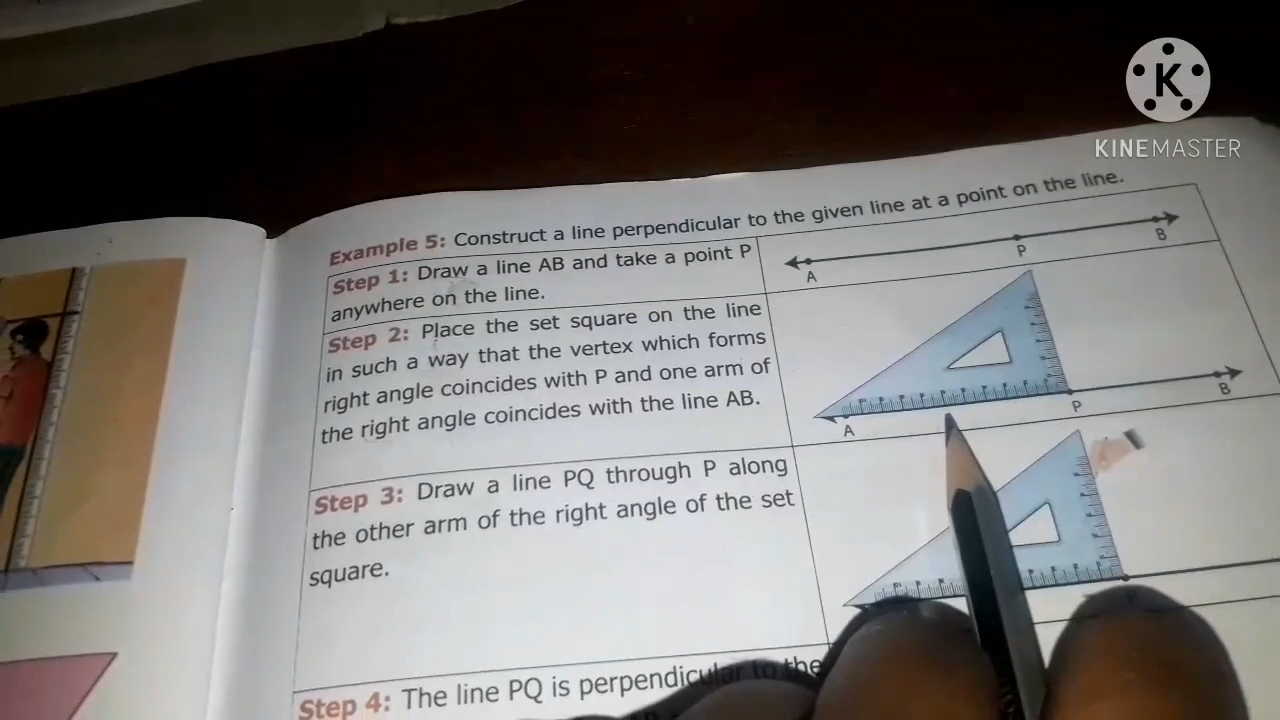 K
KINEMASTER
Example 5: Construct a line perpendicular to the given line at a point on the line.
Step 1: Draw a line AB and take a point P
anywhere on the line.
A
P
B
Step 2: Place the set square on the line
in such a way that the vertex which forms
right angle coincides with P and one arm of
the right angle coincides with the line AB.
A
P
B
Step 3: Draw a line PQ through P along
the other arm of the right angle of the set
square.
Step 4: The line PQ is perpendicular to the